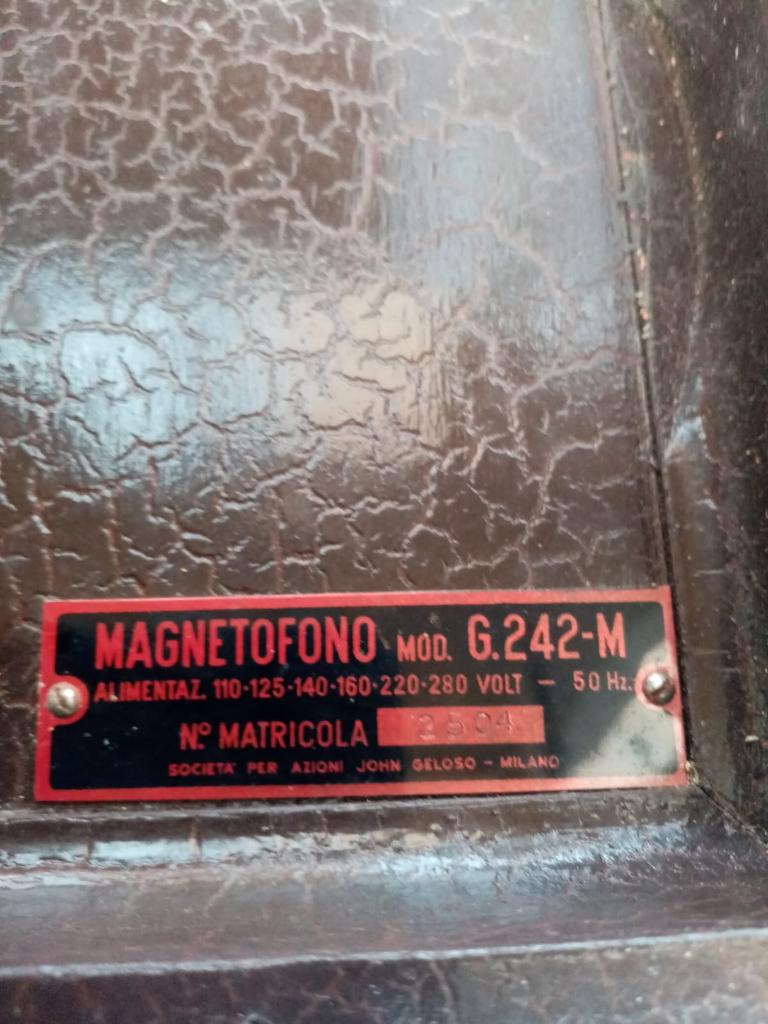 MAGNETOFONO MOD. G.242-M
ALIMENTAZ. 110-125-140-160-220-280 VOLT — 50 Hz.
N.o MATRICOLA 2504
SOCIETA' PER AZIONI JOHN GELOSO - MILANO